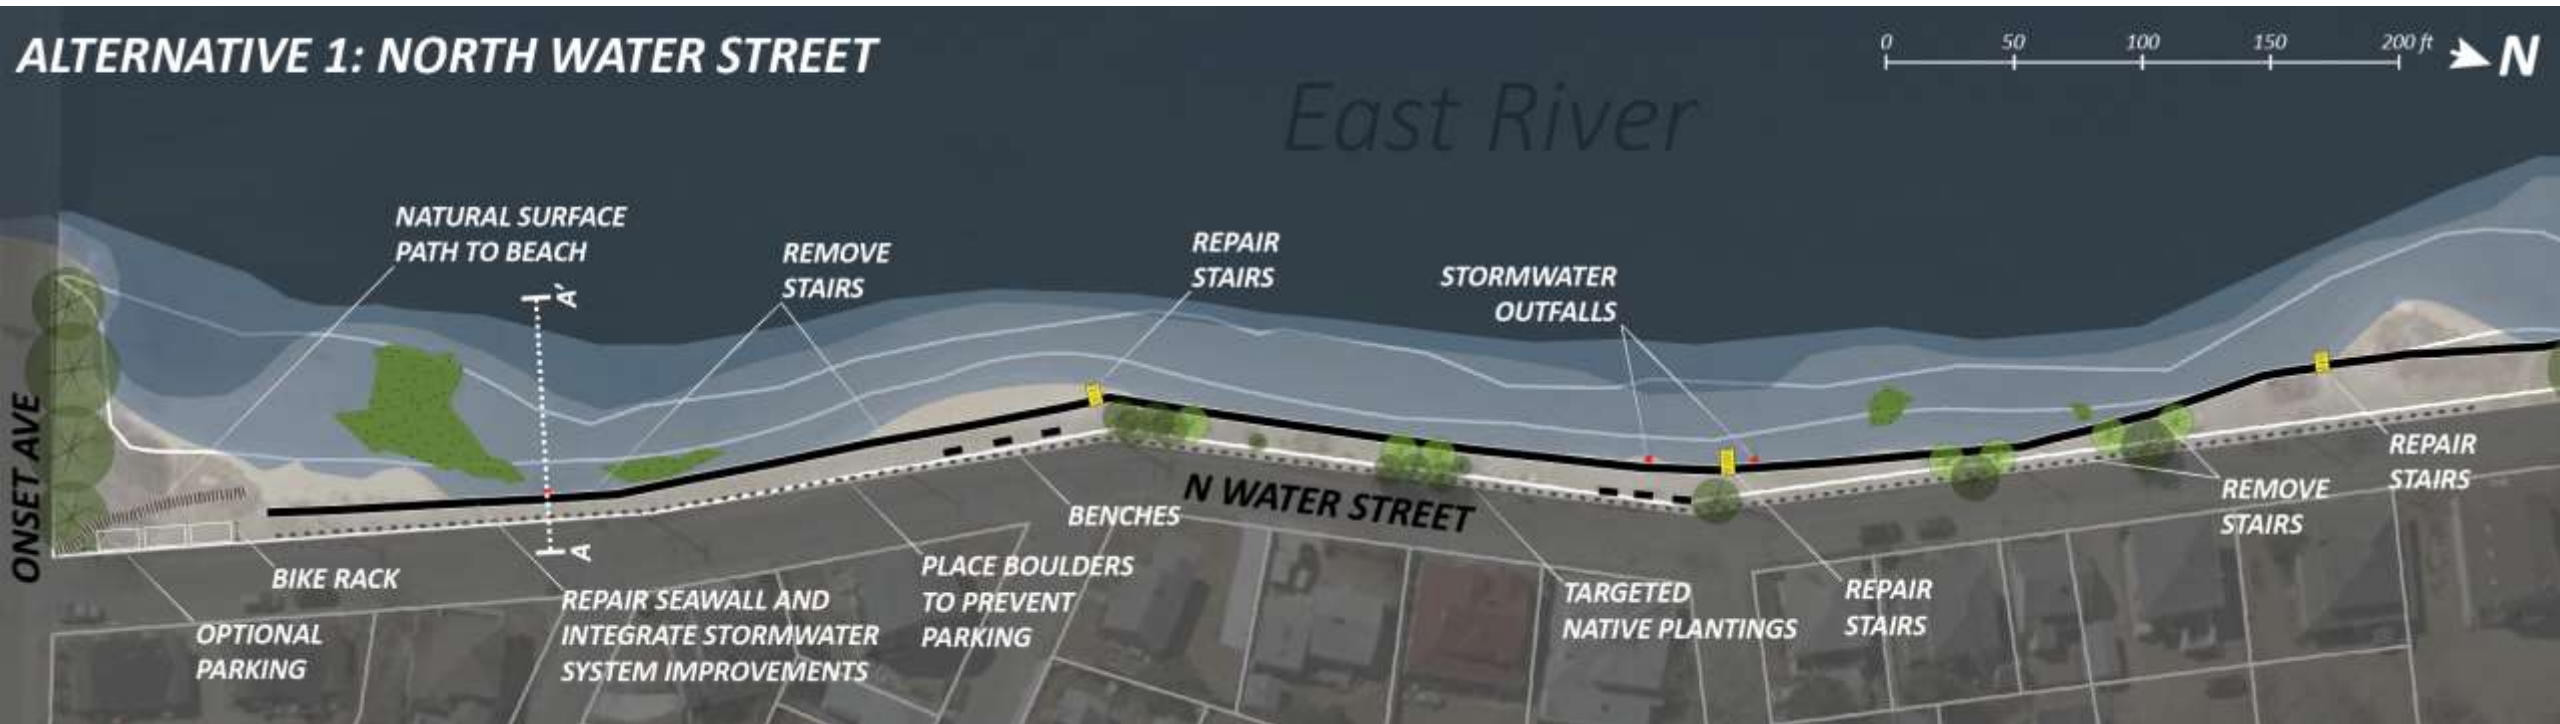 ALTERNATIVE 1: NORTH WATER STREET
0 50 100 150 200 ft
N
East River
NATURAL SURFACE
PATH TO BEACH
A'
REMOVE
STAIRS
REPAIR
STAIRS
STORMWATER
OUTFALLS
ONSET AVE
A
BIKE RACK
OPTIONAL
PARKING
REPAIR SEAWALL AND
INTEGRATE STORMWATER
SYSTEM IMPROVEMENTS
PLACE BOULDERS
TO PREVENT
PARKING
BENCHES
N WATER STREET
TARGETED
NATIVE PLANTINGS
REPAIR
STAIRS
REMOVE
STAIRS
REPAIR
STAIRS